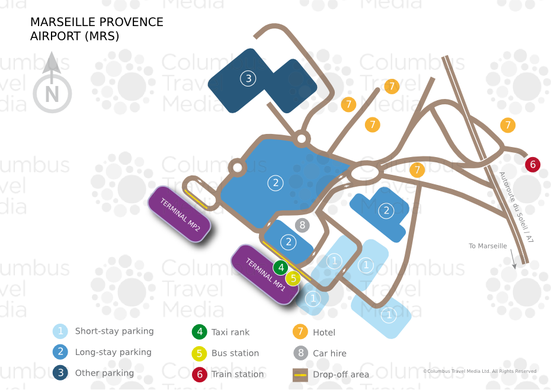 MARSEILLE PROVENCE
AIRPORT (MRS)
N
3
7
7
7
7
7
6
2
2
2
8
TERMINAL MP2
TERMINAL MP1
4
5
1
1
1
1
Autoroute du Soleil / A7
To Marseille
1 Short-stay parking
2 Long-stay parking
3 Other parking
4 Taxi rank
5 Bus station
6 Train station
7 Hotel
8 Car hire
Drop-off area
©Columbus Travel Media Ltd. All Rights Reserved
Columbus
Travel
Media